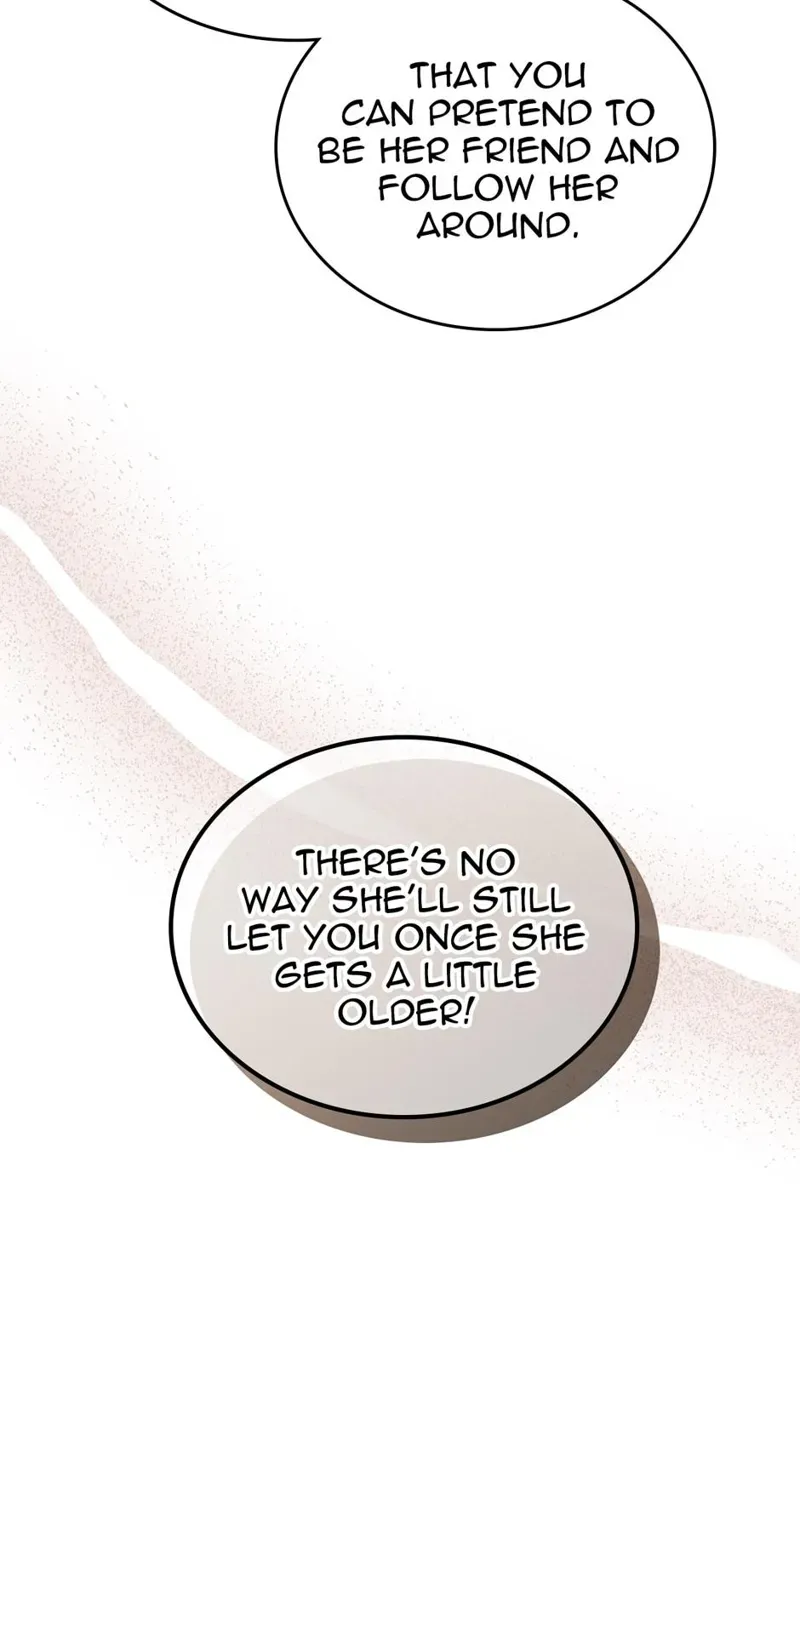 THAT YOU
CAN PRETEND TO
BE HER FRIEND AND
FOLLOW HER
AROUND.
THERE'S NO
WAY SHE'LL STILL
LET YOU ONCE SHE
GETS A LITTLE
OLDER!